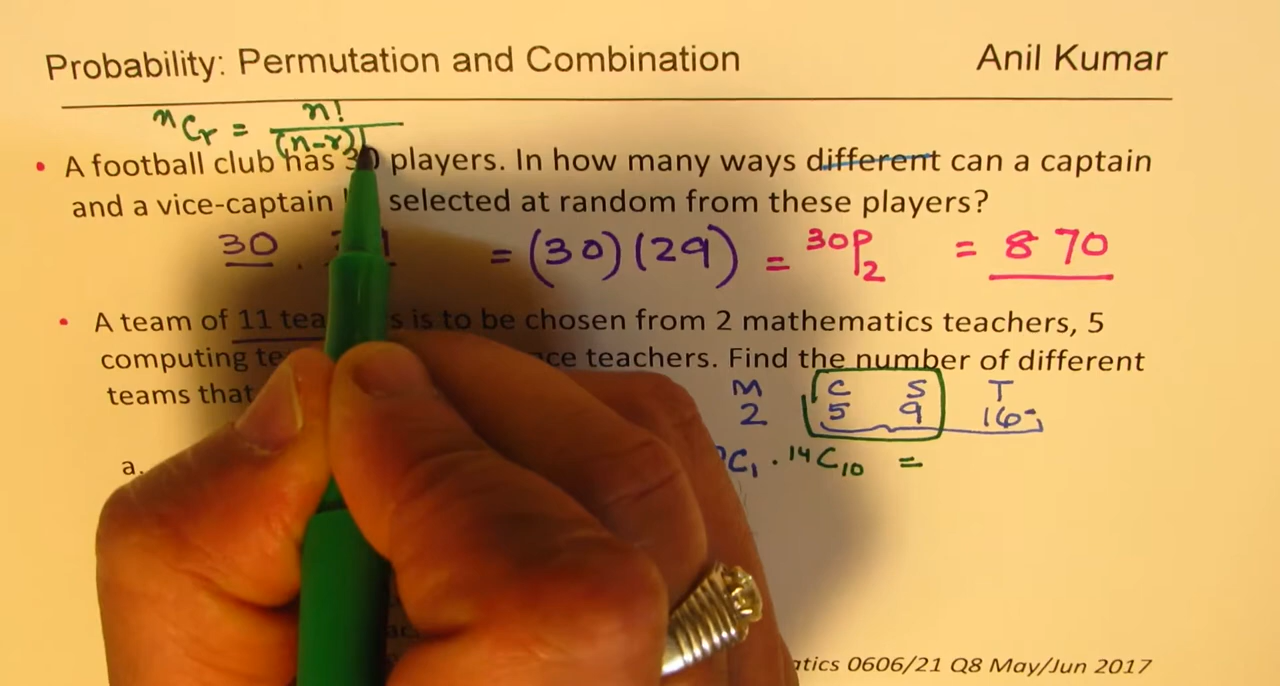 Probability: Permutation and Combination Anil Kumar
nCr = n! / (n-r)!
• A football club has 30 players. In how many ways different can a captain
and a vice-captain selected at random from these players?
30 . = (30)(29) = 30P2 = 870
• A team of 11 is to be chosen from 2 mathematics teachers, 5
computing teachers. Find the number of different
teams that M C S T
2 5 9 16
a. C1 . 14C10 =
0606/21 Q8 May/Jun 2017